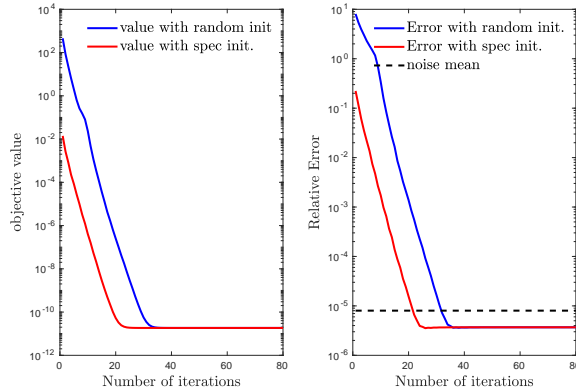 value with random init
value with spec init.
objective value
10^4
10^2
10^0
10^-2
10^-4
10^-6
10^-8
10^-10
10^-12
0 20 40 60 80
Number of iterations
Error with random init.
Error with spec init.
noise mean
Relative Error
10^1
10^0
10^-1
10^-2
10^-3
10^-4
10^-5
10^-6
0 20 40 60 80
Number of iterations